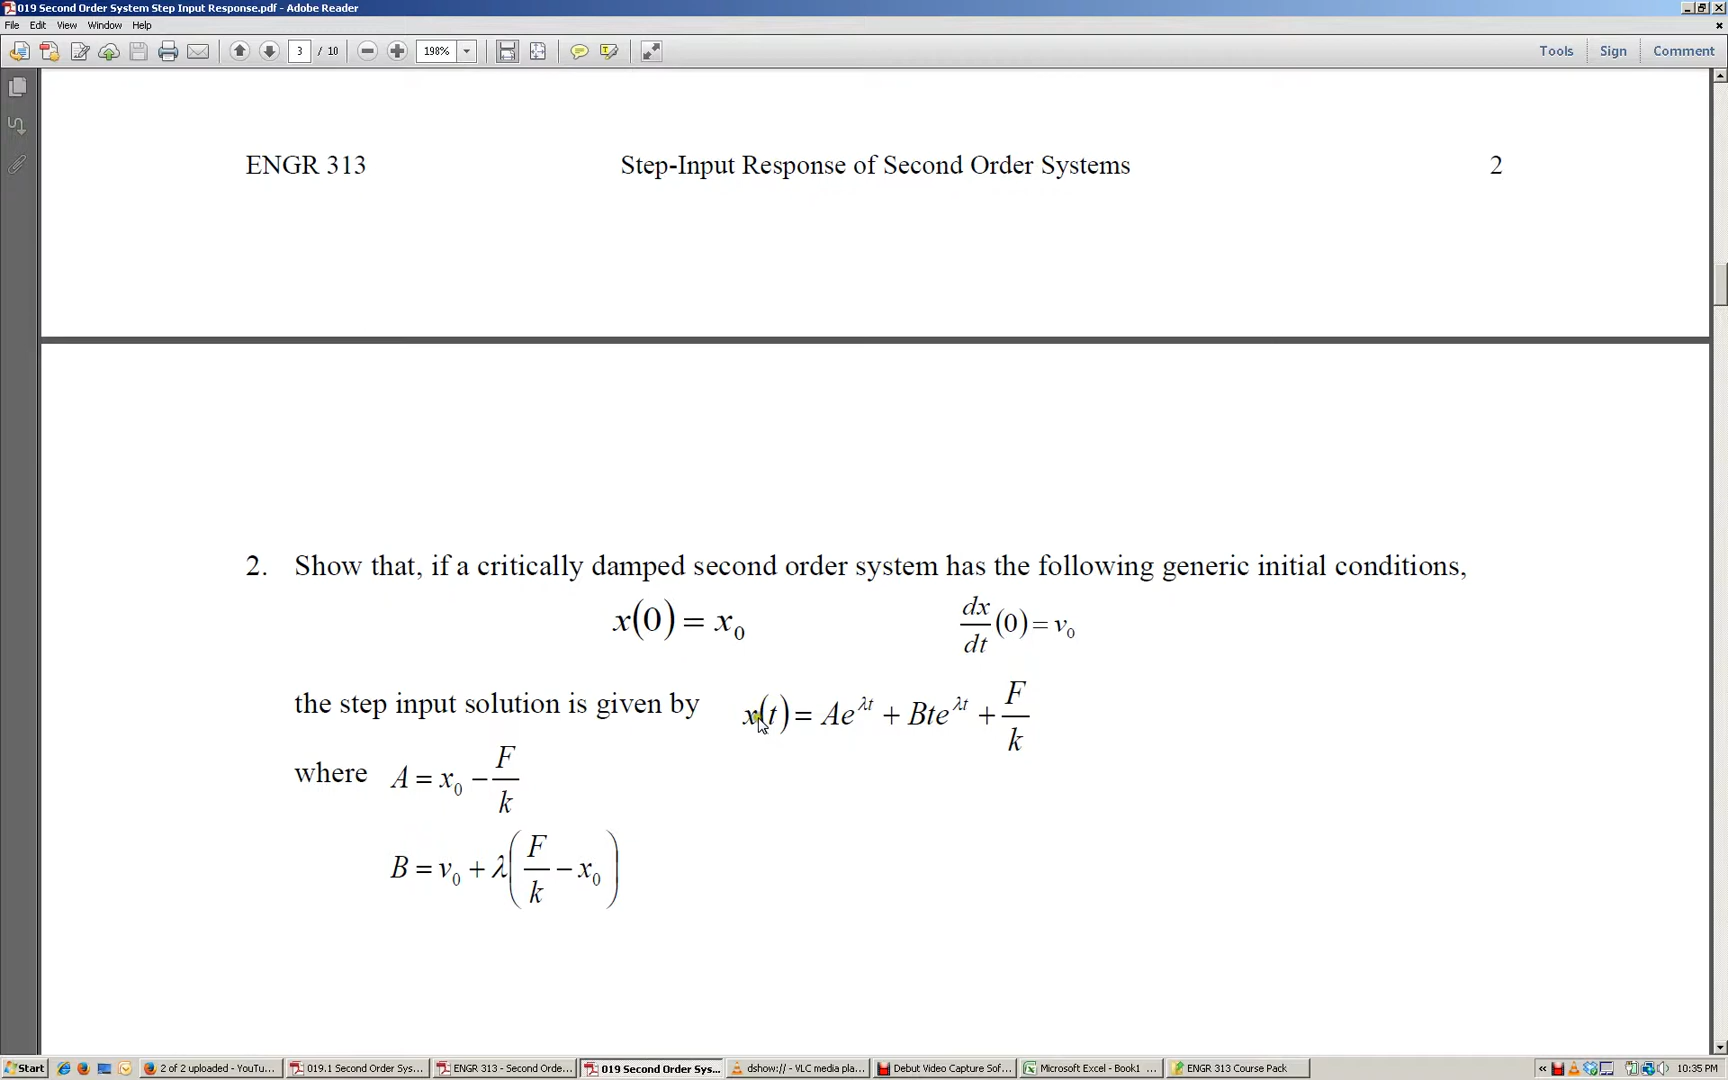 019 Second Order System Step Input Response.pdf - Adobe Reader
File Edit View Window Help
3 / 10 198% Tools Sign Comment
ENGR 313 Step-Input Response of Second Order Systems 2
2. Show that, if a critically damped second order system has the following generic initial conditions,
x(0) = x₀ dx/dt (0) = v₀
the step input solution is given by x(t) = Ae^{λt} + Bte^{λt} + F/k
where A = x₀ − F/k
B = v₀ + λ(F/k − x₀)
Start 2 of 2 uploaded - YouTu... 019.1 Second Order Sys... ENGR 313 - Second Orde... 019 Second Order Sys... dshow:// - VLC media pla... Debut Video Capture Sof... Microsoft Excel - Book1 ... ENGR 313 Course Pack « 10:35 PM